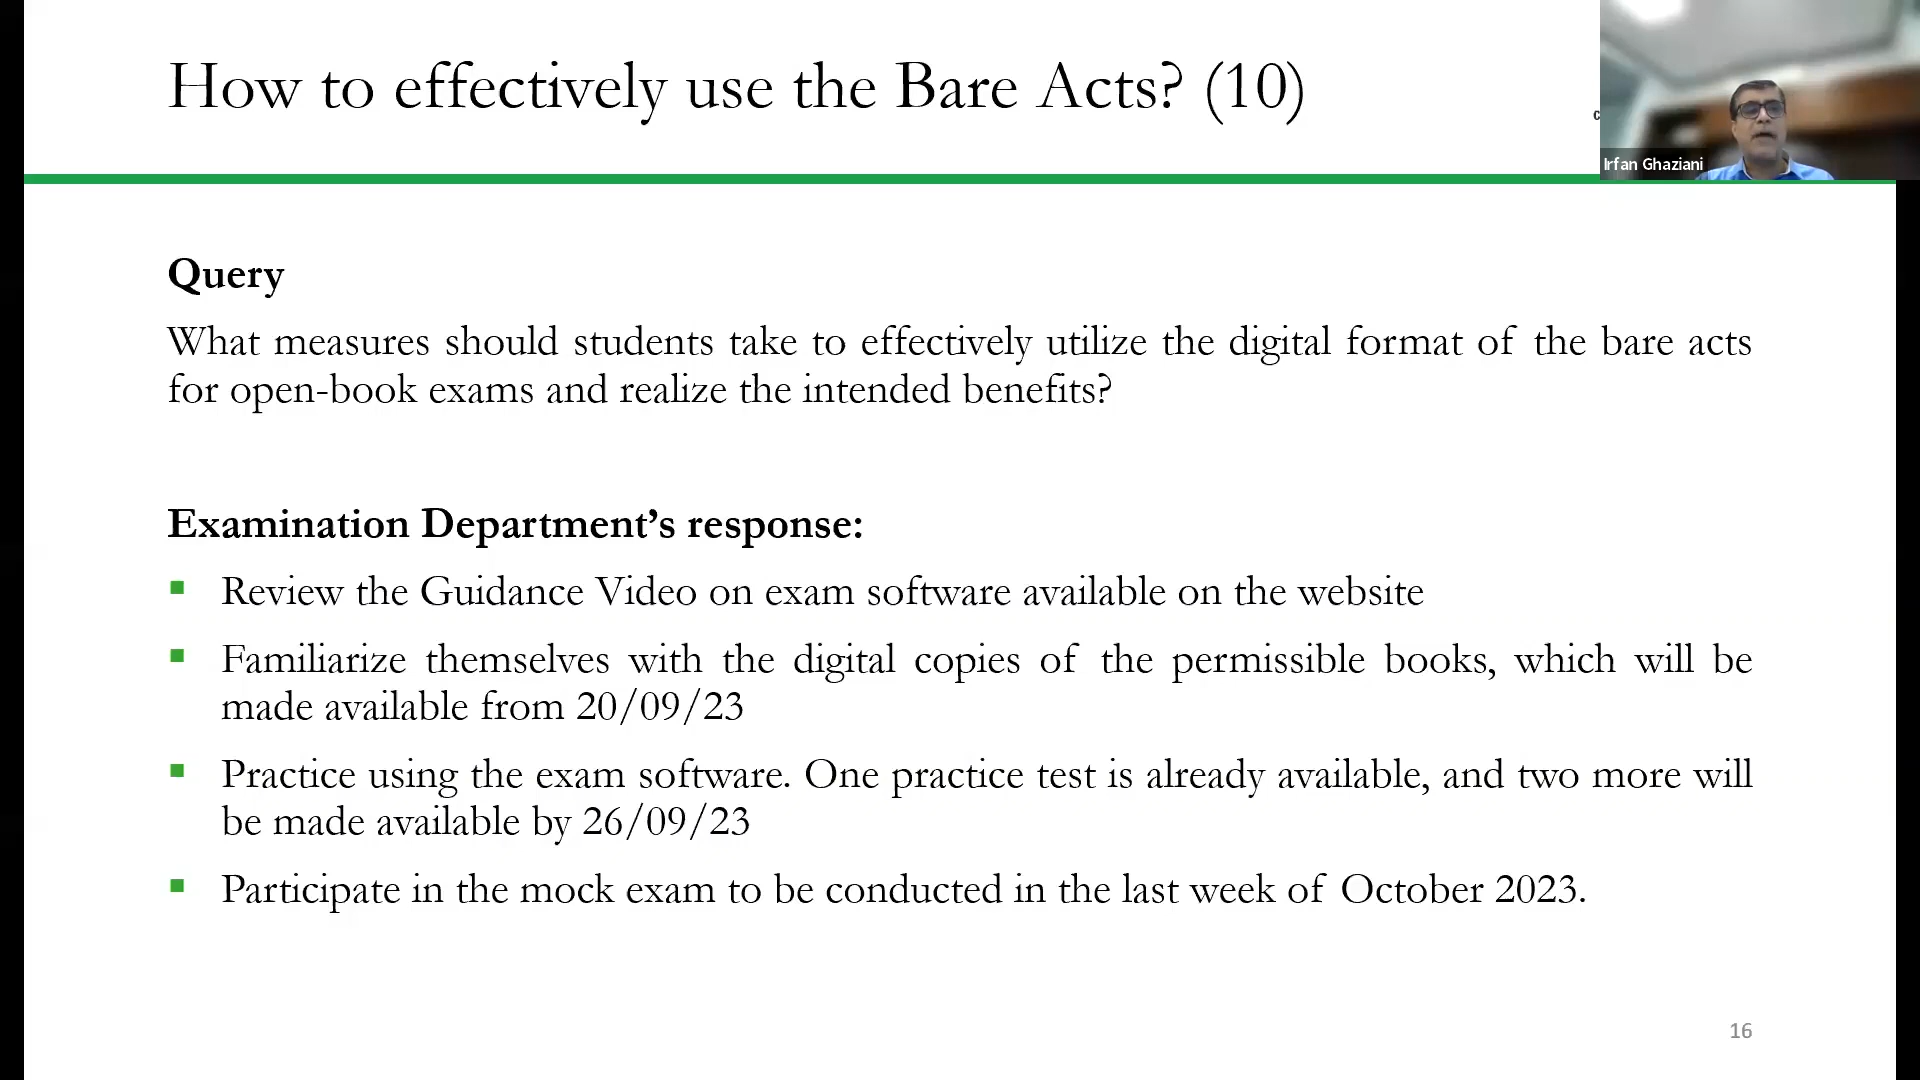 How to effectively use the Bare Acts? (10)
Irfan Ghaziani
Query
What measures should students take to effectively utilize the digital format of the bare acts
for open-book exams and realize the intended benefits?
Examination Department’s response:
▪ Review the Guidance Video on exam software available on the website
▪ Familiarize themselves with the digital copies of the permissible books, which will be
made available from 20/09/23
▪ Practice using the exam software. One practice test is already available, and two more will
be made available by 26/09/23
▪ Participate in the mock exam to be conducted in the last week of October 2023.
16